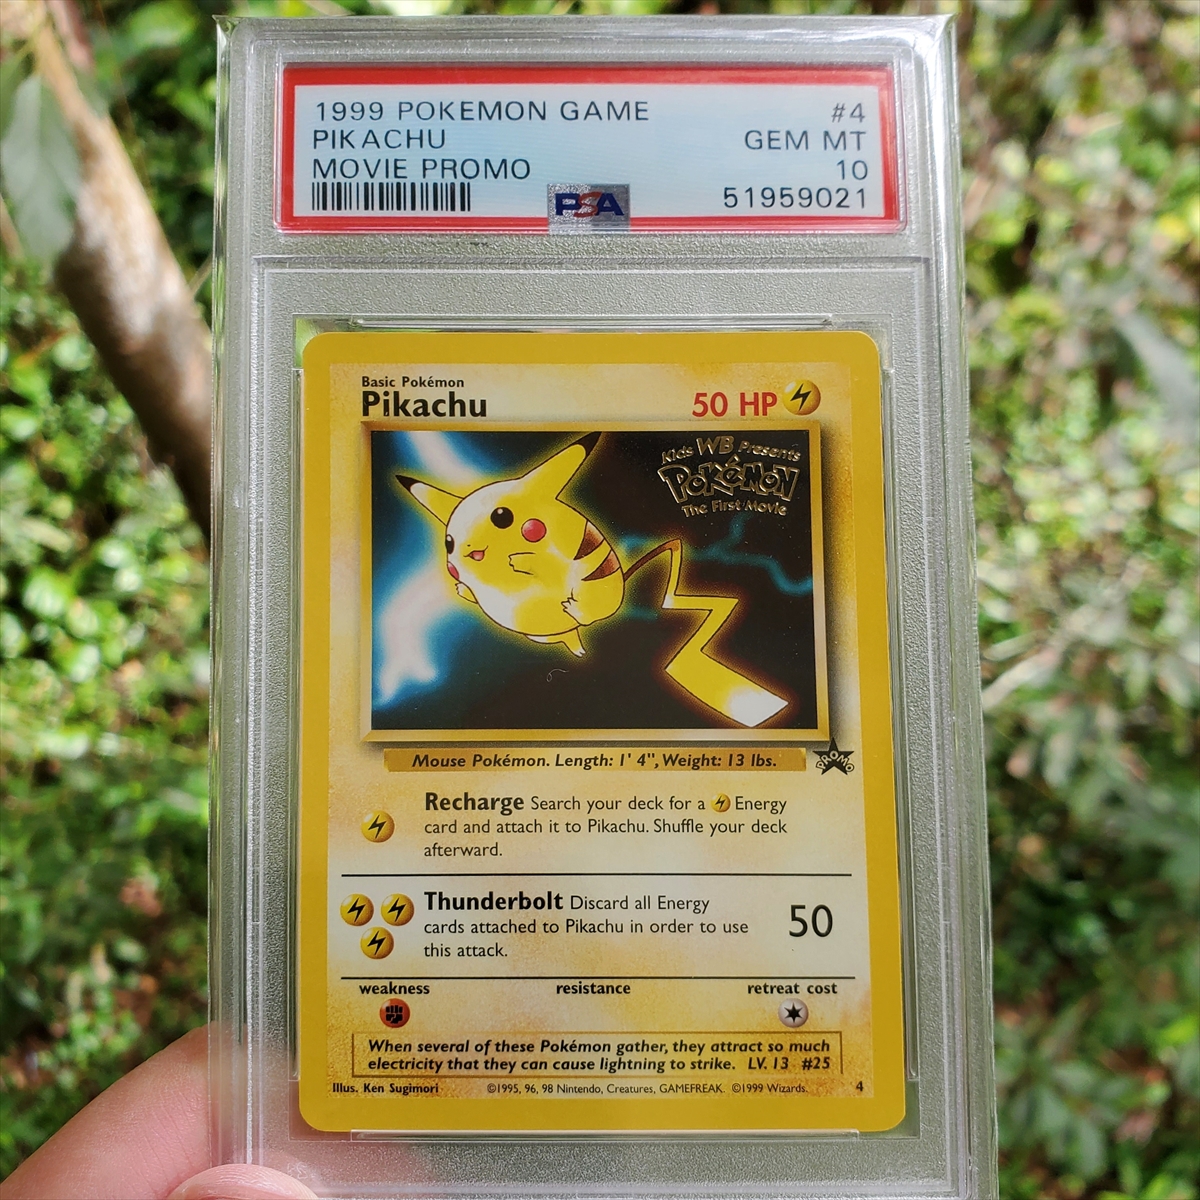 1999 POKEMON GAME #4
PIKACHU GEM MT
MOVIE PROMO 10
PSA 51959021
Basic Pokémon
Pikachu 50 HP
Kids WB Presents
POKéMON
The First Movie
Mouse Pokémon. Length: 1' 4", Weight: 13 lbs.
PROMO
Recharge Search your deck for a Energy
card and attach it to Pikachu. Shuffle your deck
afterward.
Thunderbolt Discard all Energy
cards attached to Pikachu in order to use
this attack.
50
weakness resistance retreat cost
When several of these Pokémon gather, they attract so much
electricity that they can cause lightning to strike. LV. 13 #25
Illus. Ken Sugimori ©1995, 96, 98 Nintendo, Creatures, GAMEFREAK. ©1999 Wizards. 4